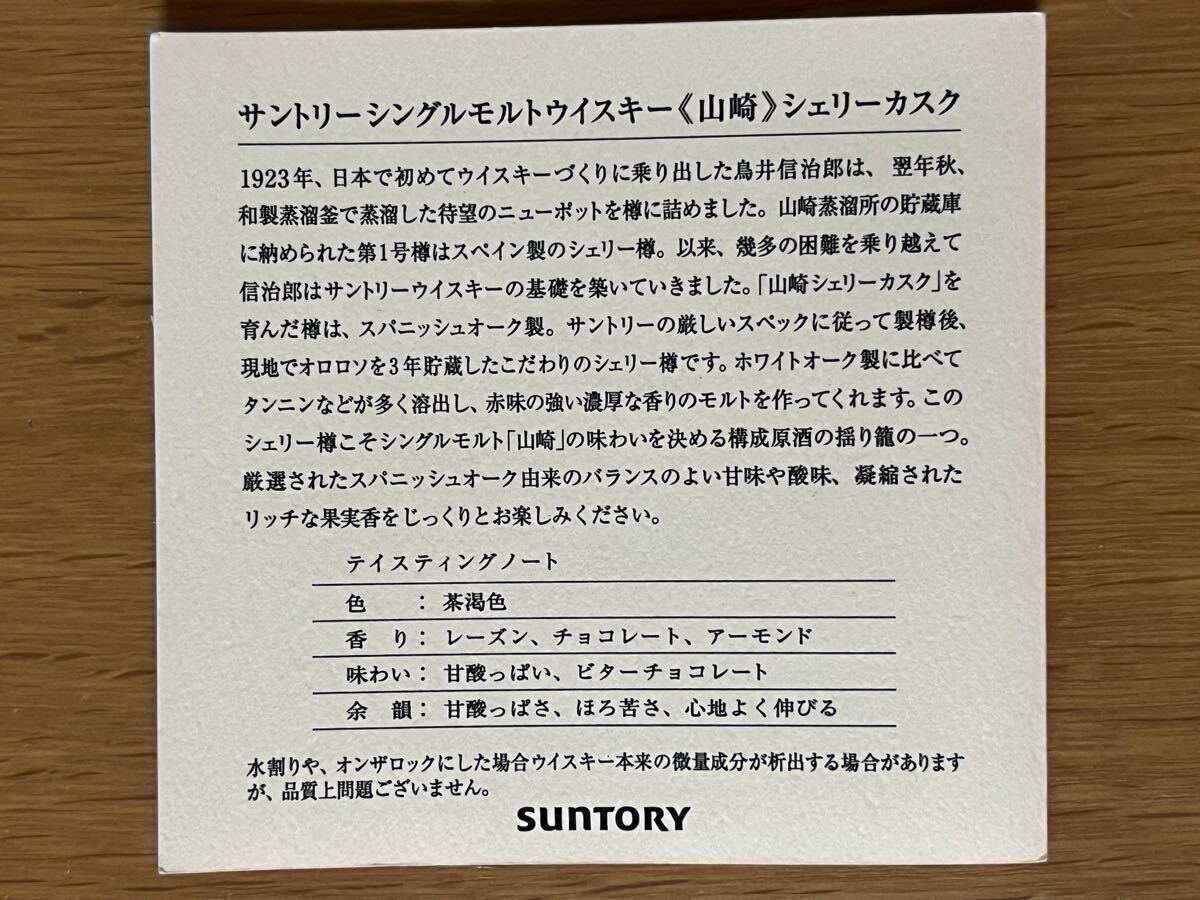 サントリーシングルモルトウイスキー《山崎》シェリーカスク
1923年、日本で初めてウイスキーづくりに乗り出した鳥井信治郎は、翌年秋、
和製蒸溜釜で蒸溜した待望のニューポットを樽に詰めました。山崎蒸溜所の貯蔵庫
に納められた第1号樽はスペイン製のシェリー樽。以来、幾多の困難を乗り越えて
信治郎はサントリーウイスキーの基礎を築いていきました。「山崎シェリーカスク」を
育んだ樽は、スパニッシュオーク製。サントリーの厳しいスペックに従って製樽後、
現地でオロロソを3年貯蔵したこだわりのシェリー樽です。ホワイトオーク製に比べて
タンニンなどが多く溶出し、赤味の強い濃厚な香りのモルトを作ってくれます。この
シェリー樽こそシングルモルト「山崎」の味わいを決める構成原酒の揺り籠の一つ。
厳選されたスパニッシュオーク由来のバランスのよい甘味や酸味、凝縮された
リッチな果実香をじっくりとお楽しみください。
テイスティングノート
色　：茶渇色
香り：レーズン、チョコレート、アーモンド
味わい：甘酸っぱい、ビターチョコレート
余韻：甘酸っぱさ、ほろ苦さ、心地よく伸びる
水割りや、オンザロックにした場合ウイスキー本来の微量成分が析出する場合があります
が、品質上問題ございません。
SUNTORY